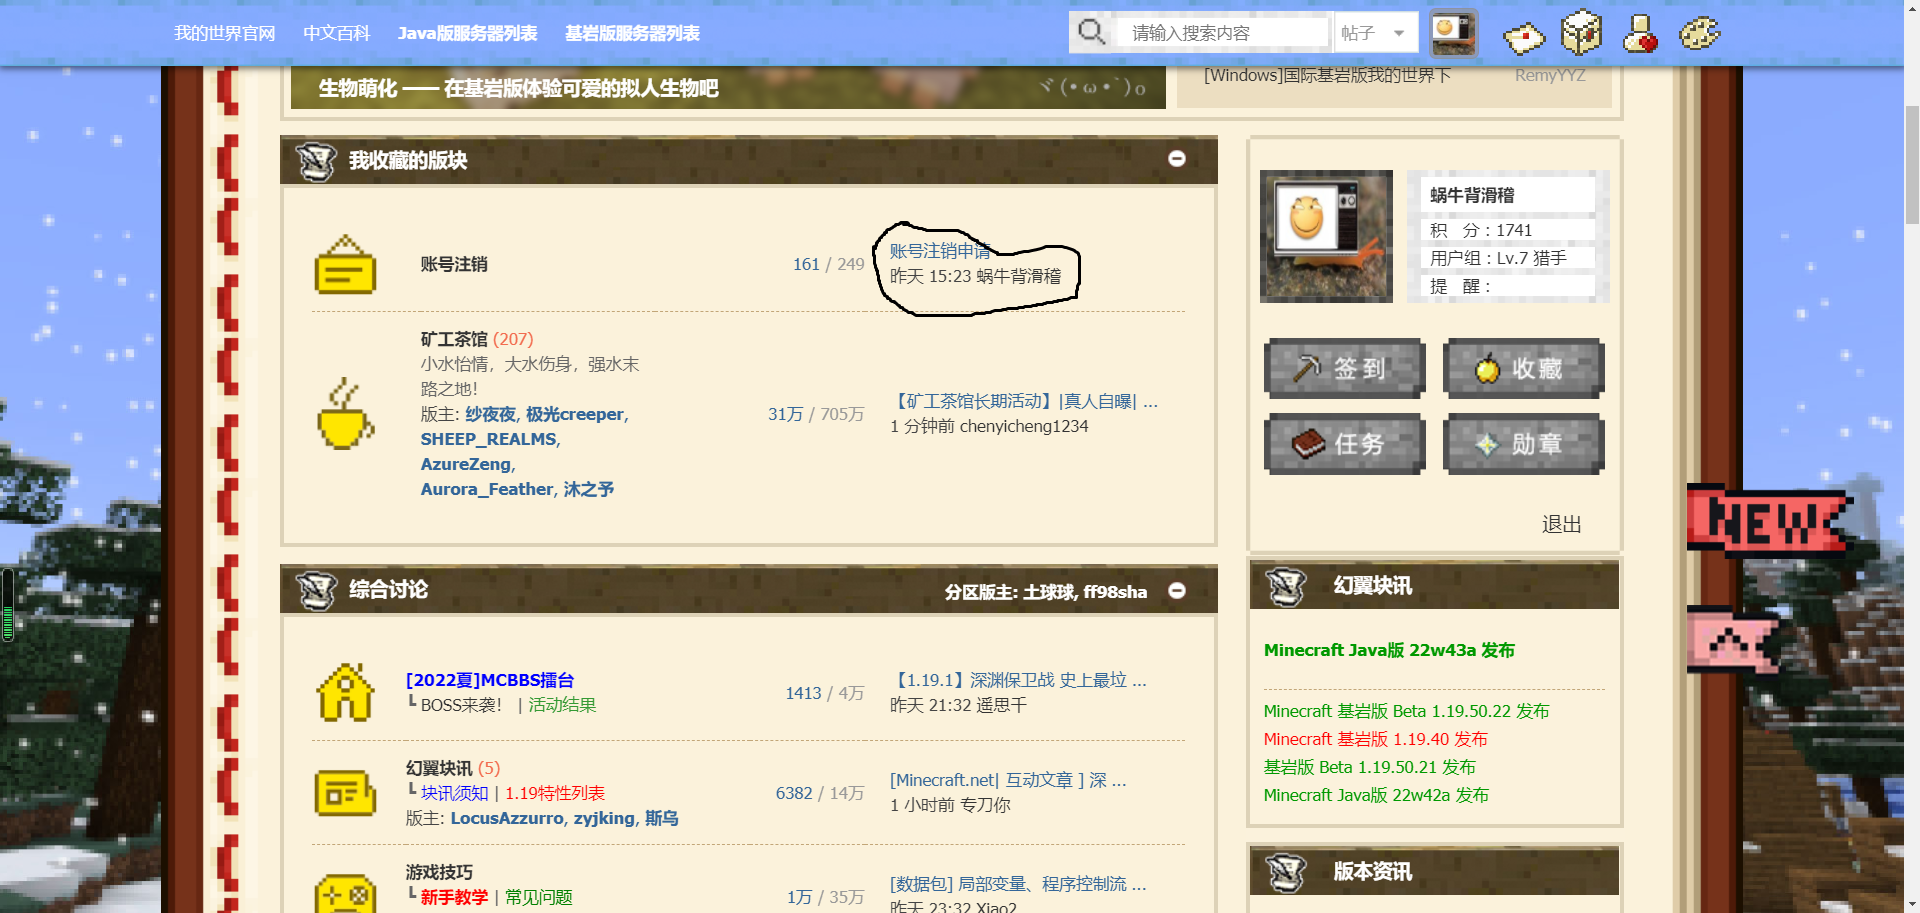 我的世界官网 中文百科 Java版服务器列表 基岩版服务器列表 请输入搜索内容 帖子
生物萌化 —— 在基岩版体验可爱的拟人生物吧 ヾ(•ω•`)o
[Windows]国际基岩版我的世界下 RemyYYZ
我收藏的版块
账号注销
161 / 249
账号注销申请
昨天 15:23 蜗牛背滑稽
矿工茶馆 (207)
小水怡情，大水伤身，强水末
路之地!
版主: 纱夜夜, 极光creeper,
SHEEP_REALMS,
AzureZeng,
Aurora_Feather, 沐之予
31万 / 705万
【矿工茶馆长期活动】|真人自曝| ...
1 分钟前 chenyicheng1234
综合讨论
分区版主: 土球球, ff98sha
[2022夏]MCBBS擂台
┗ BOSS来袭！ | 活动结果
1413 / 4万
【1.19.1】深渊保卫战 史上最垃 ...
昨天 21:32 遥思千
幻翼块讯 (5)
┗ 块讯须知 | 1.19特性列表
版主: LocusAzzurro, zyjking, 斯乌
6382 / 14万
[Minecraft.net| 互动文章 ] 深 ...
1 小时前 专刀你
游戏技巧
┗ 新手教学 | 常见问题
1万 / 35万
[数据包] 局部变量、程序控制流 ...
昨天 23:32 Xiao2
蜗牛背滑稽
积 分 : 1741
用户组 : Lv.7 猎手
提 醒 :
签到
收藏
任务
勋章
退出
幻翼块讯
Minecraft Java版 22w43a 发布
Minecraft 基岩版 Beta 1.19.50.22 发布
Minecraft 基岩版 1.19.40 发布
基岩版 Beta 1.19.50.21 发布
Minecraft Java版 22w42a 发布
版本资讯
NEW